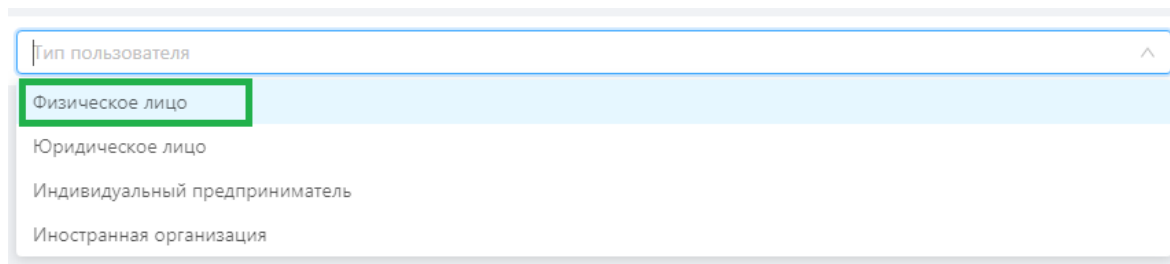 Тип пользователя
Физическое лицо
Юридическое лицо
Индивидуальный предприниматель
Иностранная организация